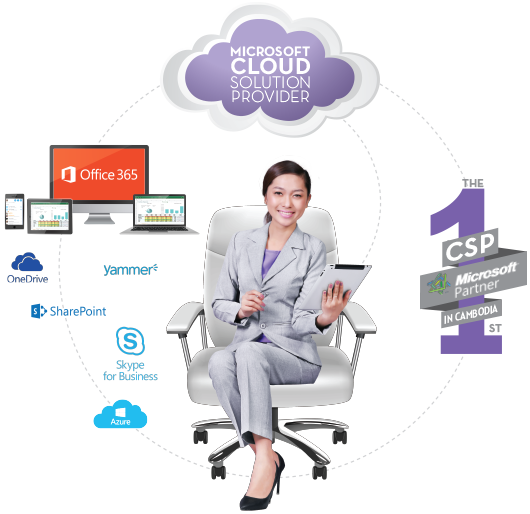 MICROSOFT
CLOUD
SOLUTION
PROVIDER
Office 365
OneDrive
yammer
SharePoint
S
Skype
for Business
Azure
THE
1
ST
CSP
Microsoft
Partner
IN CAMBODIA